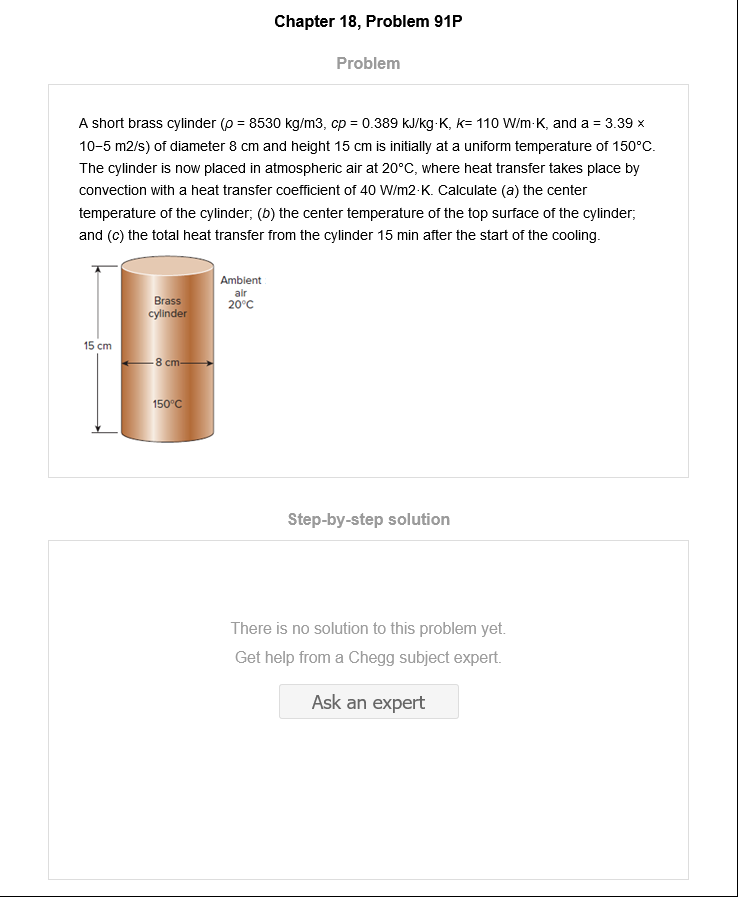 Chapter 18, Problem 91P
Problem
A short brass cylinder (ρ = 8530 kg/m3, cp = 0.389 kJ/kg·K, k= 110 W/m·K, and a = 3.39 ×
10−5 m2/s) of diameter 8 cm and height 15 cm is initially at a uniform temperature of 150°C.
The cylinder is now placed in atmospheric air at 20°C, where heat transfer takes place by
convection with a heat transfer coefficient of 40 W/m2·K. Calculate (a) the center
temperature of the cylinder; (b) the center temperature of the top surface of the cylinder;
and (c) the total heat transfer from the cylinder 15 min after the start of the cooling.
Ambient
air
20°C
Brass
cylinder
15 cm
8 cm
150°C
Step-by-step solution
There is no solution to this problem yet.
Get help from a Chegg subject expert.
Ask an expert